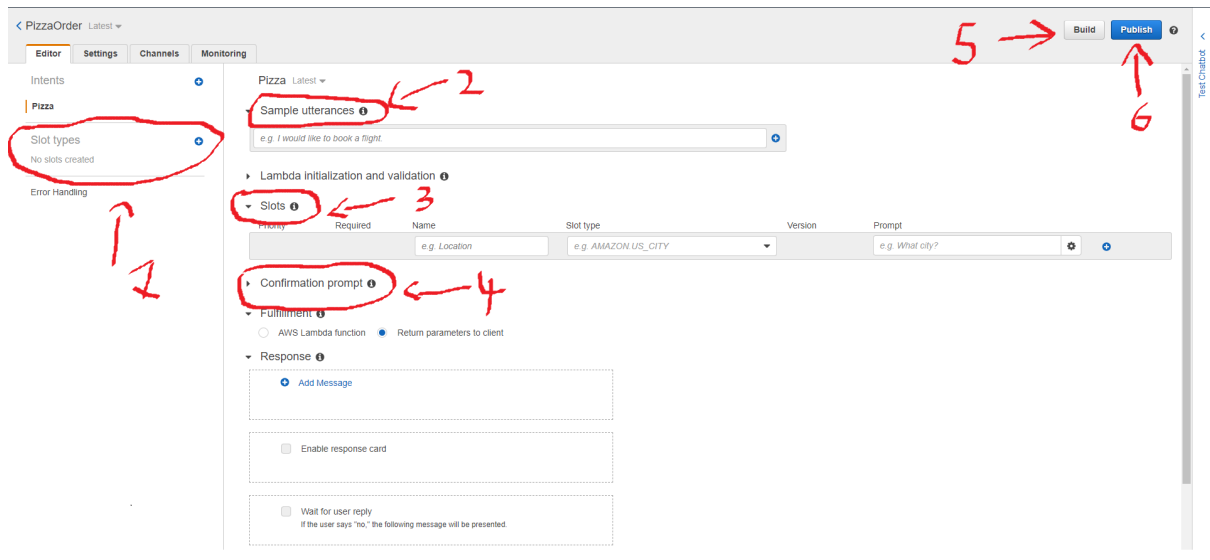 PizzaOrder Latest
5
Build
Publish
Editor Settings Channels Monitoring
Test Chatbot
Intents
Pizza Latest
2
Pizza
Sample utterances
6
Slot types
e.g. I would like to book a flight.
No slots created
Lambda initialization and validation
Error Handling
Slots
3
Priority Required Name Slot type Version Prompt
e.g. Location e.g. AMAZON.US_CITY e.g. What city?
1
Confirmation prompt
4
Fulfillment
AWS Lambda function Return parameters to client
Response
Add Message
Enable response card
Wait for user reply
If the user says "no," the following message will be presented.